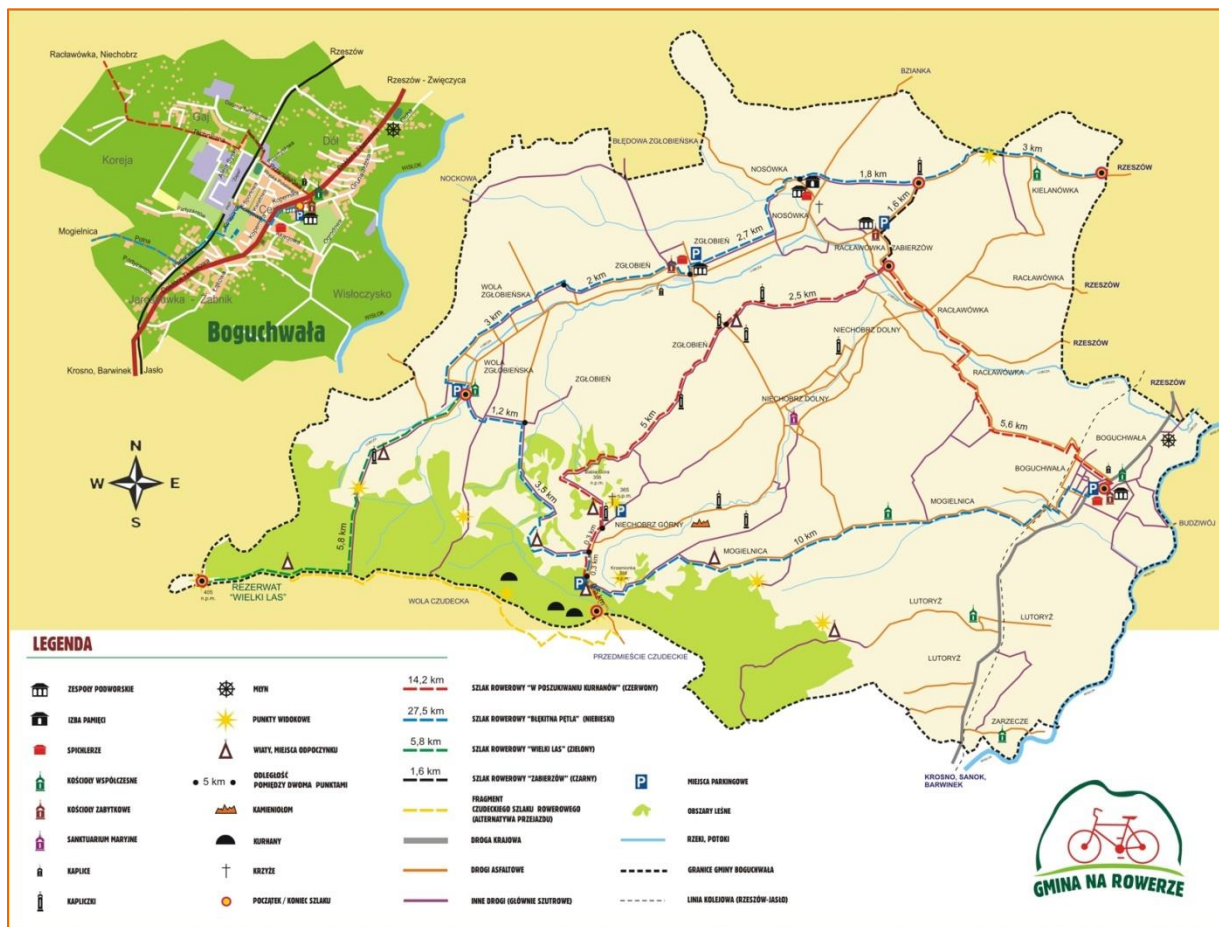 Racławówka, Niechobrz
Rzeszów
Rzeszów - Zwięczyca
Gaj
Dół
Koreja
Mogielnica
WISŁOK
Wisłoczysko
WISŁOK
Boguchwała
Krosno, Barwinek
Jasło
BZIANKA
BŁĘDOWA ZGŁOBIEŃSKA
NOCKOWA
NOSÓWKA
1,8 km
3 km
RZESZÓW
KIELANÓWKA
NOSÓWKA
1,6 km
ZGŁOBIEŃ
2,7 km
RACŁAWÓWKA
ZABIERZÓW
ZGŁOBIEŃ
2 km
WOLA
ZGŁOBIEŃSKA
3 km
RACŁAWÓWKA
RZESZÓW
2,5 km
RACŁAWÓWKA
NIECHOBRZ DOLNY
ZGŁOBIEŃ
RZESZÓW
WOLA
ZGŁOBIEŃSKA
RACŁAWÓWKA
ZGŁOBIEŃ
RZESZÓW
NIECHOBRZ DOLNY
1,2 km
5 km
5,6 km
BOGUCHWAŁA
BOGUCHWAŁA
N
W E
S
3,5 km
NIECHOBRZ GÓRNY
MOGIELNICA
BUDZIWÓJ
5,8 km
0,3 km
MOGIELNICA
10 km
REZERWAT
"WIELKI LAS"
WOLA CZUDECKA
LUTORYŻ
PRZEDMIEŚCIE CZUDECKIE
LUTORYŻ
ZARZECZE
KROSNO, SANOK,
BARWINEK
LEGENDA
ZESPOŁY PODWORSKIE
IZBA PAMIĘCI
SPICHLERZE
KOŚCIOŁY WSPÓŁCZESNE
KOŚCIOŁY ZABYTKOWE
SANKTUARIUM MARYJNE
KAPLICE
KAPLICZKI
MŁYN
PUNKTY WIDOKOWE
WIATY, MIEJSCA ODPOCZYNKU
5 km
ODLEGŁOŚĆ
POMIĘDZY DWOMA PUNKTAMI
KAMIENIOŁOM
KURHANY
KRZYŻE
POCZĄTEK / KONIEC SZLAKU
14,2 km
SZLAK ROWEROWY "W POSZUKIWANIU KURHANÓW" (CZERWONY)
27,5 km
SZLAK ROWEROWY "BŁĘKITNA PĘTLA" (NIEBIESKI)
5,8 km
SZLAK ROWEROWY "WIELKI LAS" (ZIELONY)
1,6 km
SZLAK ROWEROWY "ZABIERZÓW" (CZARNY)
FRAGMENT
CZUDECKIEGO SZLAKU ROWEROWEGO
(ALTERNATYWA PRZEJAZDU)
DROGA KRAJOWA
DROGI ASFALTOWE
INNE DROGI (GŁÓWNIE SZUTROWE)
P
MIEJSCA PARKINGOWE
OBSZARY LEŚNE
RZEKI, POTOKI
GRANICE GMINY BOGUCHWAŁA
LINIA KOLEJOWA (RZESZÓW-JASŁO)
GMINA NA ROWERZE